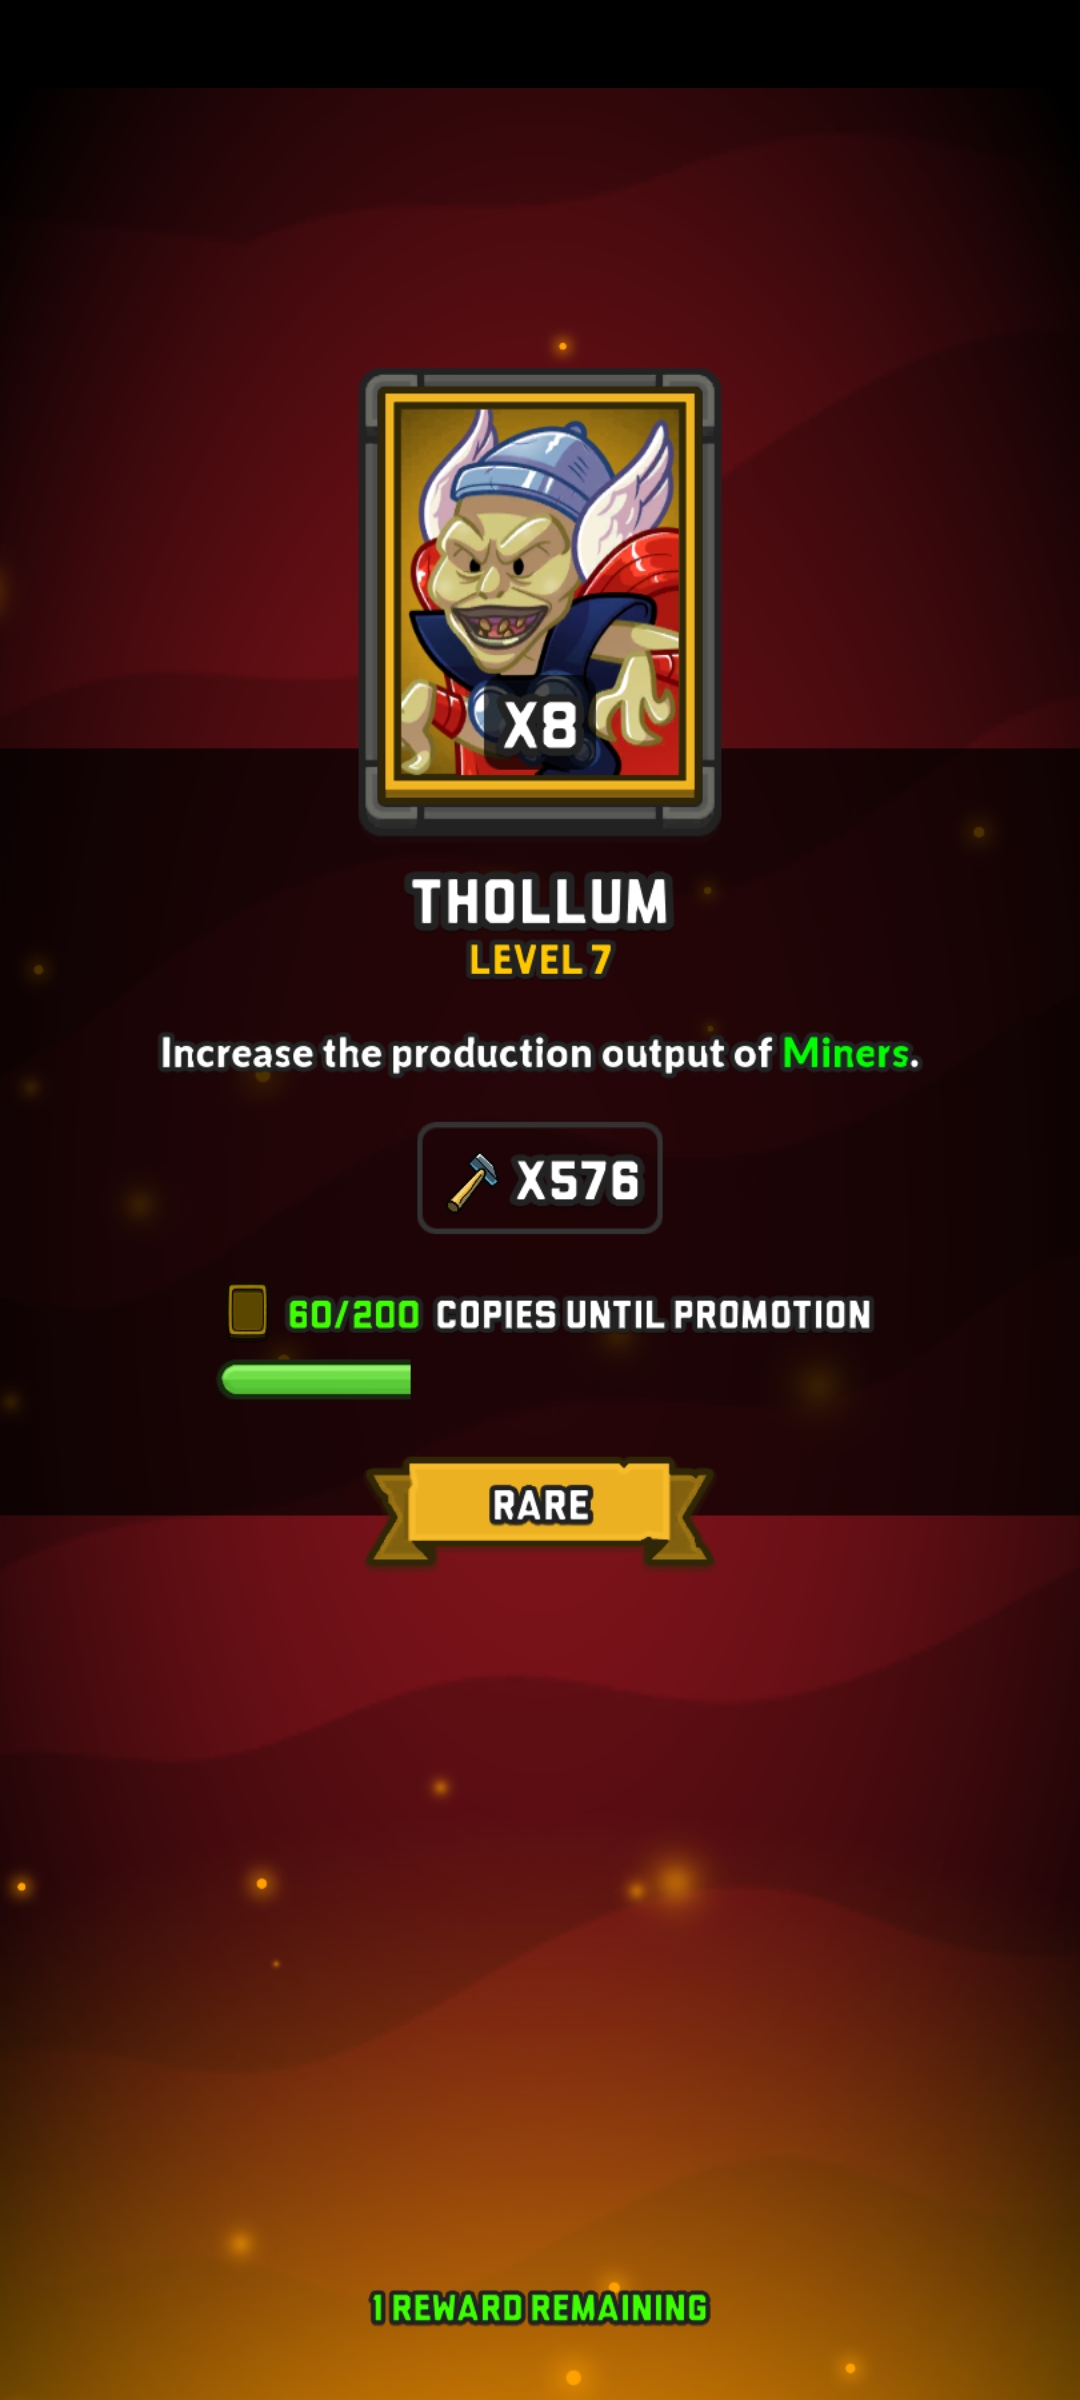 X8
THOLLUM
LEVEL 7
Increase the production output of Miners.
X576
60/200 COPIES UNTIL PROMOTION
RARE
1 REWARD REMAINING